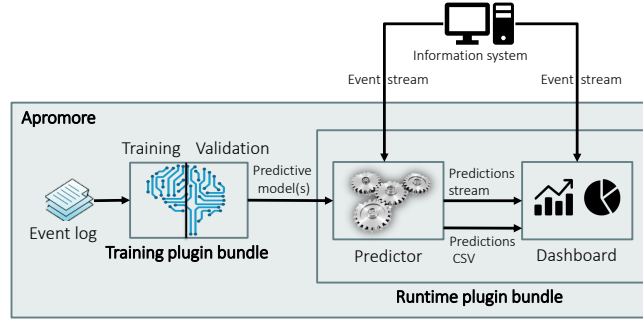 Information system
Event stream
Event stream
Apromore
Training
Validation
Predictive
model(s)
Predictions
stream
Event log
Training plugin bundle
Predictor
Predictions
CSV
Dashboard
Runtime plugin bundle